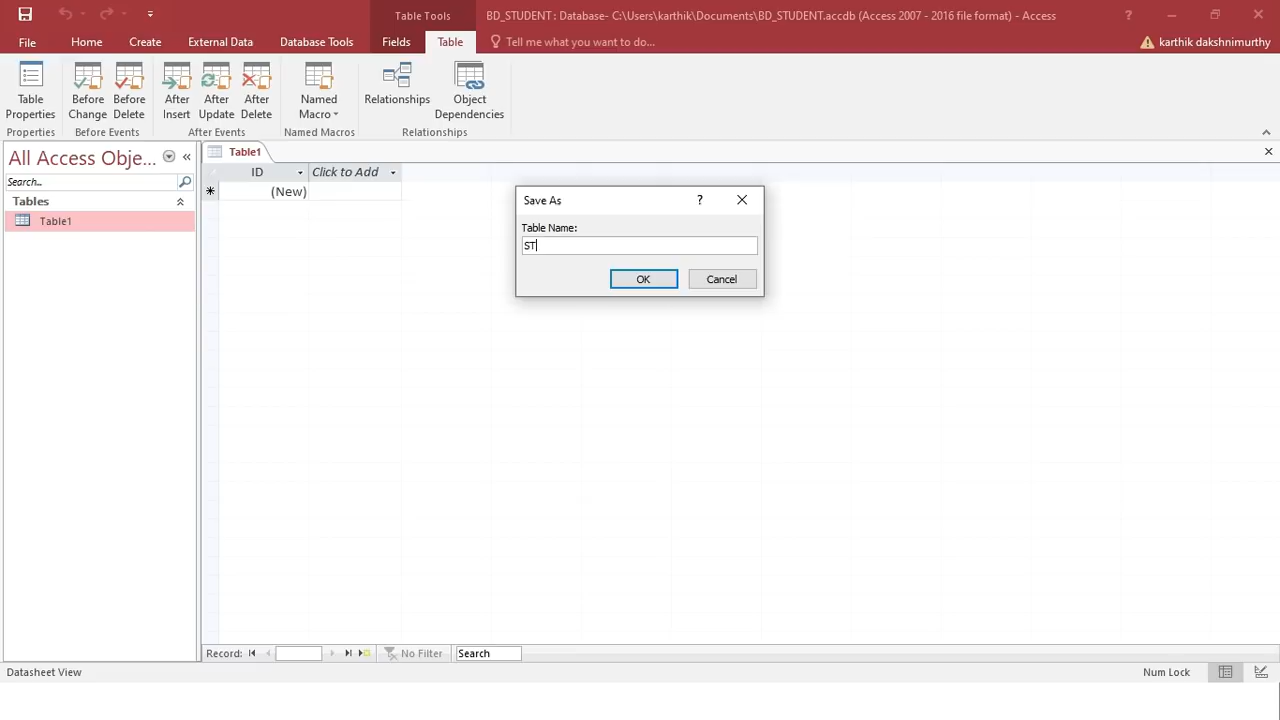 Table Tools
BD_STUDENT : Database- C:\Users\karthik\Documents\BD_STUDENT.accdb (Access 2007 - 2016 file format) - Access
?
File Home Create External Data Database Tools Fields Table Tell me what you want to do... karthik dakshnimurthy
Table Properties
Before Change
Before Delete
After Insert
After Update
After Delete
Named Macro
Relationships
Object Dependencies
Properties Before Events After Events Named Macros Relationships
All Access Obje...
Search...
Tables
Table1
Table1
ID Click to Add
(New)
Save As ?
Table Name:
ST
OK Cancel
Record: No Filter Search
Datasheet View Num Lock